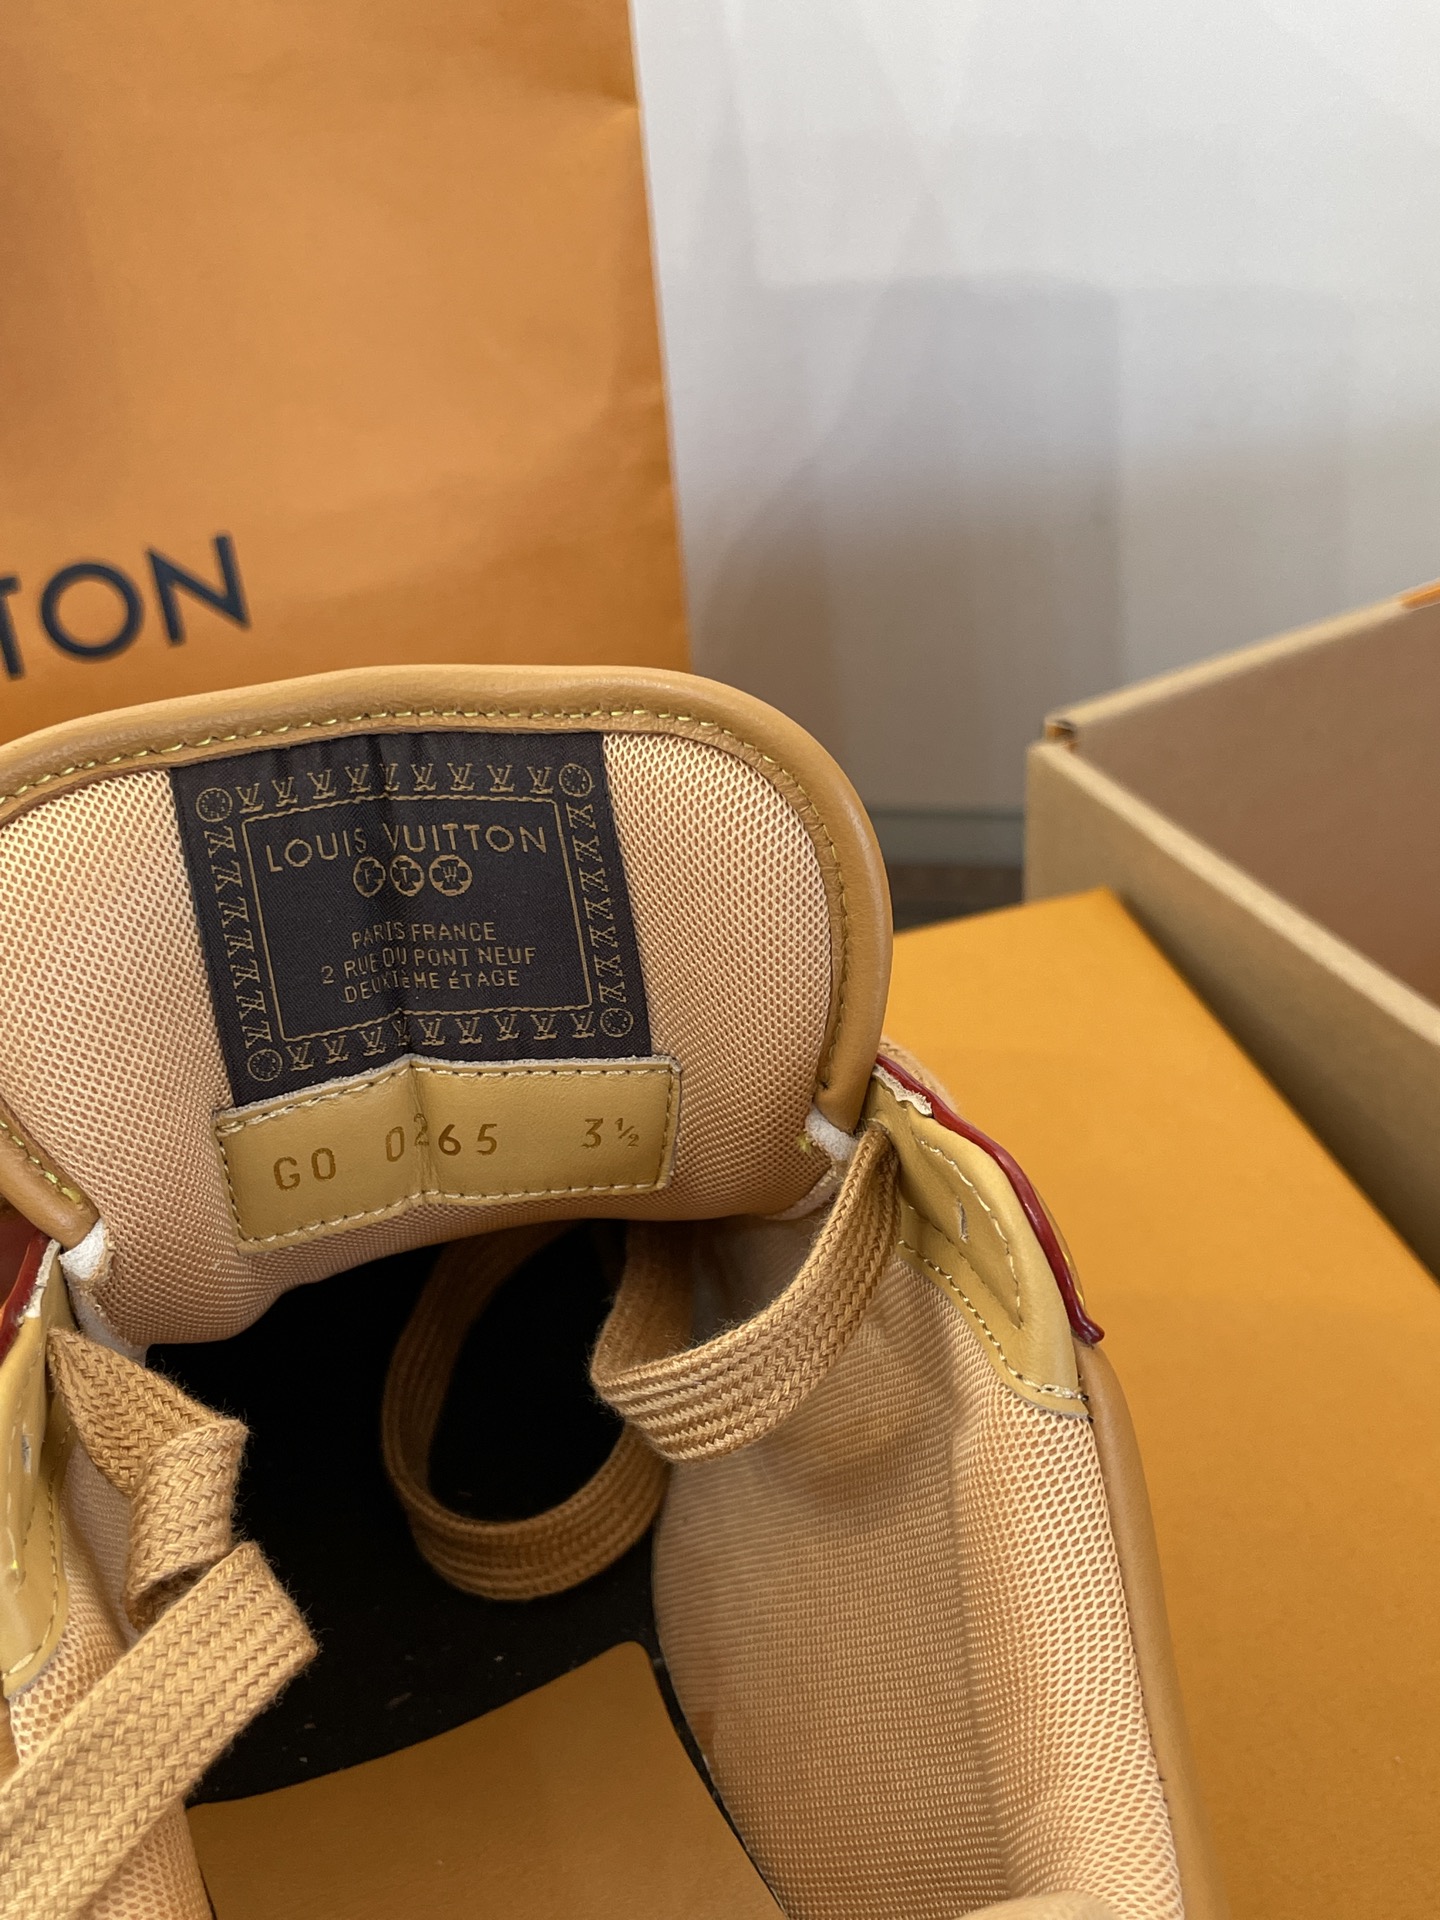 TON
LOUIS VUITTON
F T W
PARIS FRANCE
2 RUE DU PONT NEUF
DEUXIÈME ÉTAGE
GO 0265 3½